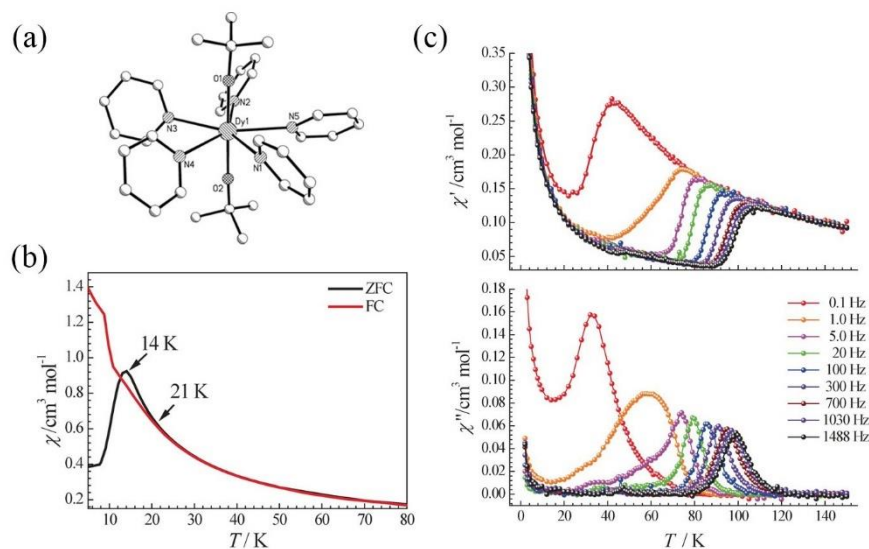 (a)
O1
N2
N3
Dy1
N5
N4
N1
O2
(b)
1.4
1.2
1.0
0.8
0.6
0.4
0.2
χ/cm³ mol⁻¹
ZFC
FC
14 K
21 K
10 20 30 40 50 60 70 80
T / K
(c)
0.35
0.30
0.25
0.20
0.15
0.10
0.05
χ'/cm³ mol⁻¹
0.18
0.16
0.14
0.12
0.10
0.08
0.06
0.04
0.02
0.00
χ"/cm³ mol⁻¹
0.1 Hz
1.0 Hz
5.0 Hz
20 Hz
100 Hz
300 Hz
700 Hz
1030 Hz
1488 Hz
0 20 40 60 80 100 120 140
T / K